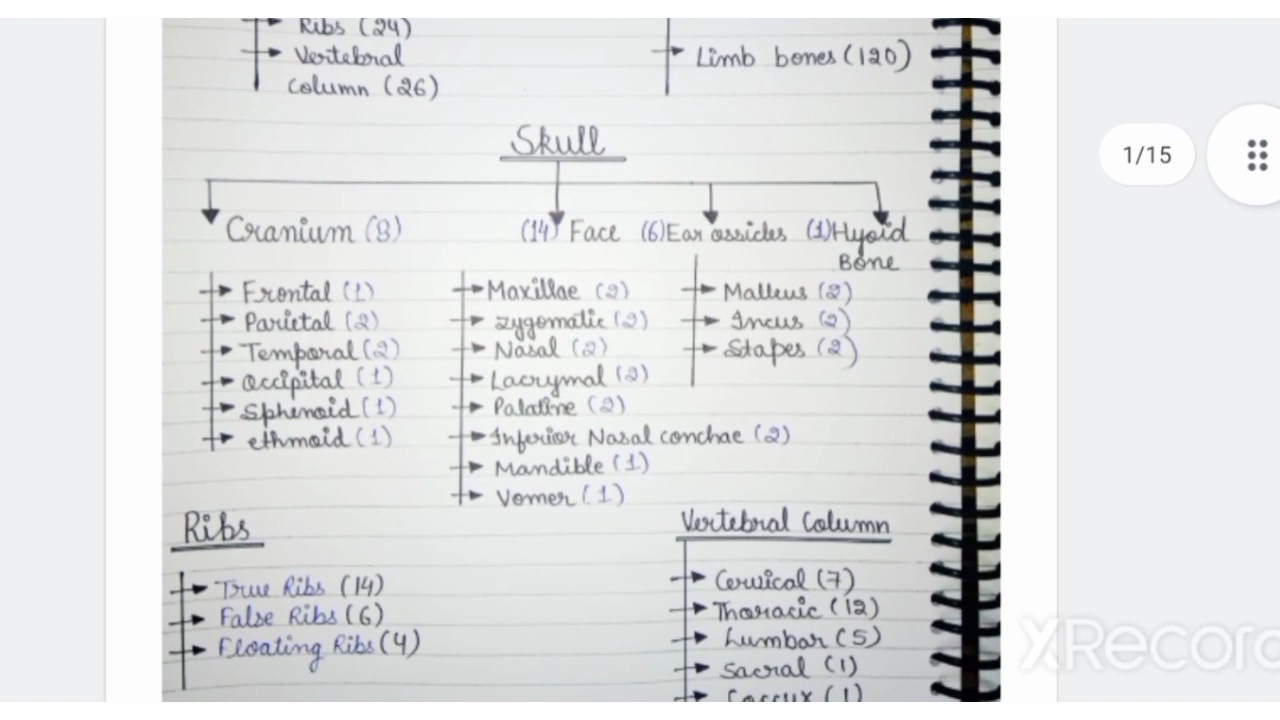 Ribs (24)
Vertebral
column (26)
Limb bones (120)
Skull
Cranium (8)
(14) Face
(6) Ear ossicles
(1) Hyoid
Bone
Frontal (1)
Parietal (2)
Temporal (2)
Occipital (1)
Sphenoid (1)
ethmoid (1)
Maxillae (2)
zygomatic (2)
Nasal (2)
Lacrymal (2)
Palatine (2)
Inferior Nasal conchae (2)
Mandible (1)
Vomer (1)
Malleus (2)
Incus (2)
Stapes (2)
Ribs
True Ribs (14)
False Ribs (6)
Floating Ribs (4)
Vertebral Column
Cervical (7)
Thoracic (12)
Lumbar (5)
Sacral (1)
Coccyx (1)
1/15
XRecord